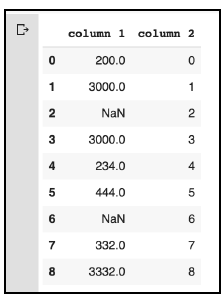 column 1 column 2
0 200.0 0
1 3000.0 1
2 NaN 2
3 3000.0 3
4 234.0 4
5 444.0 5
6 NaN 6
7 332.0 7
8 3332.0 8